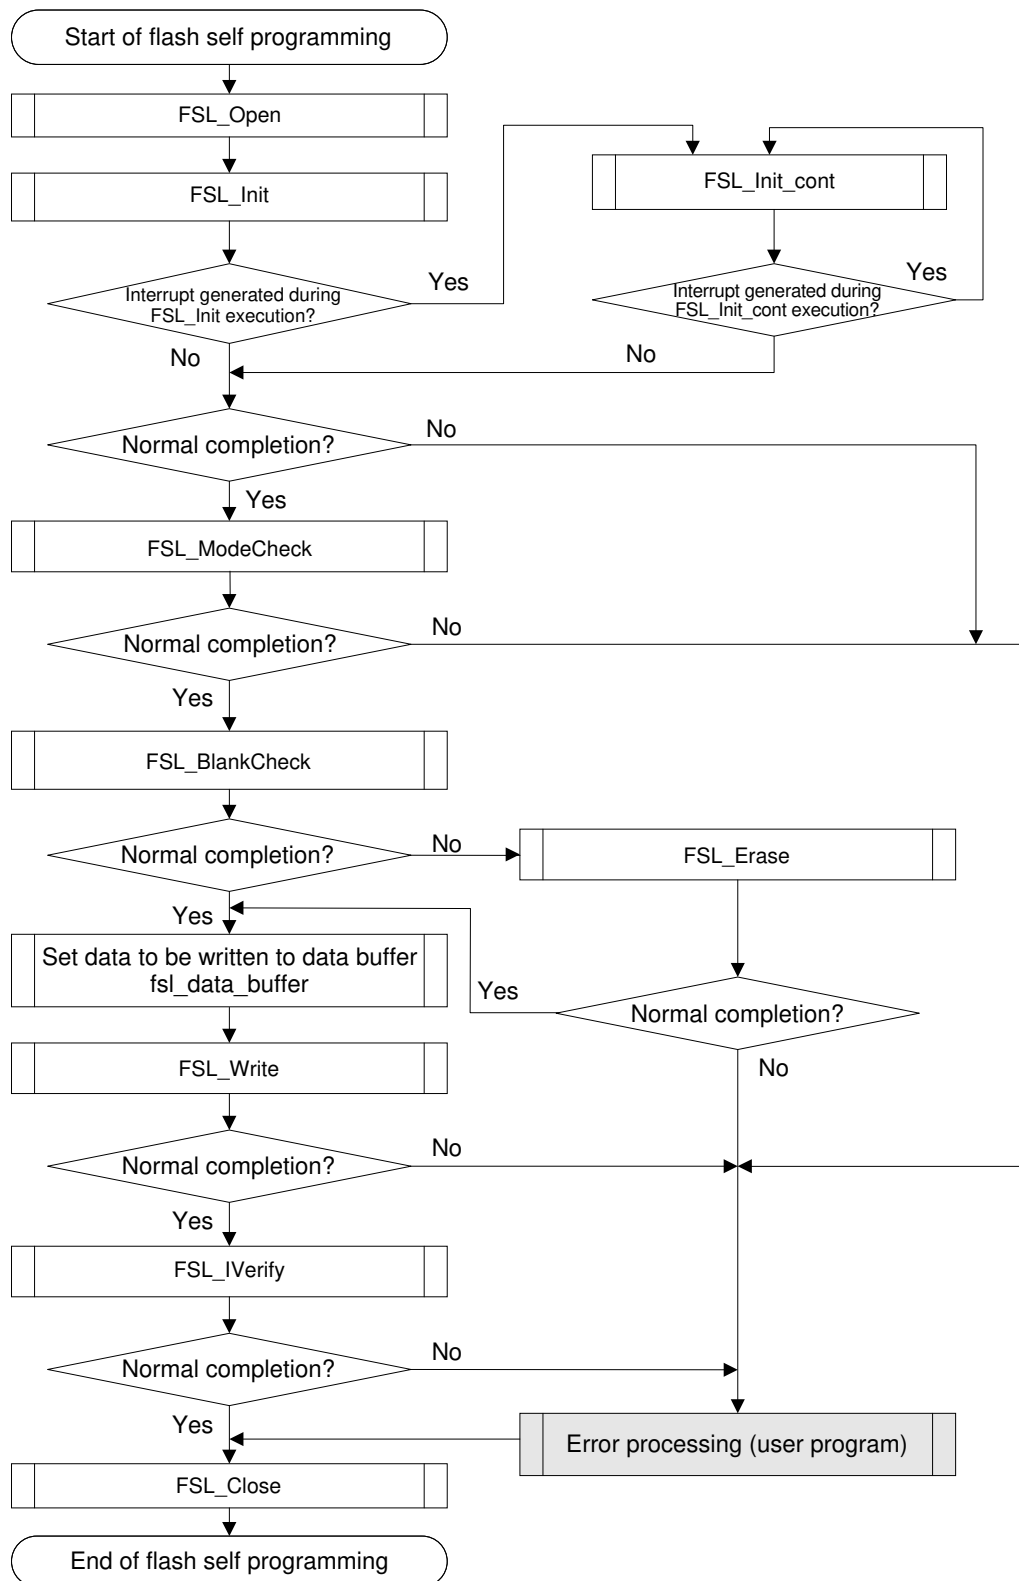 Start of flash self programming
FSL_Open
FSL_Init
FSL_Init_cont
Interrupt generated during
FSL_Init execution?
Yes
Interrupt generated during
FSL_Init_cont execution?
Yes
No
No
Normal completion?
No
Yes
FSL_ModeCheck
Normal completion?
No
Yes
FSL_BlankCheck
Normal completion?
No
FSL_Erase
Yes
Set data to be written to data buffer
fsl_data_buffer
Yes
Normal completion?
No
FSL_Write
Normal completion?
No
Yes
FSL_IVerify
Normal completion?
No
Yes
Error processing (user program)
FSL_Close
End of flash self programming